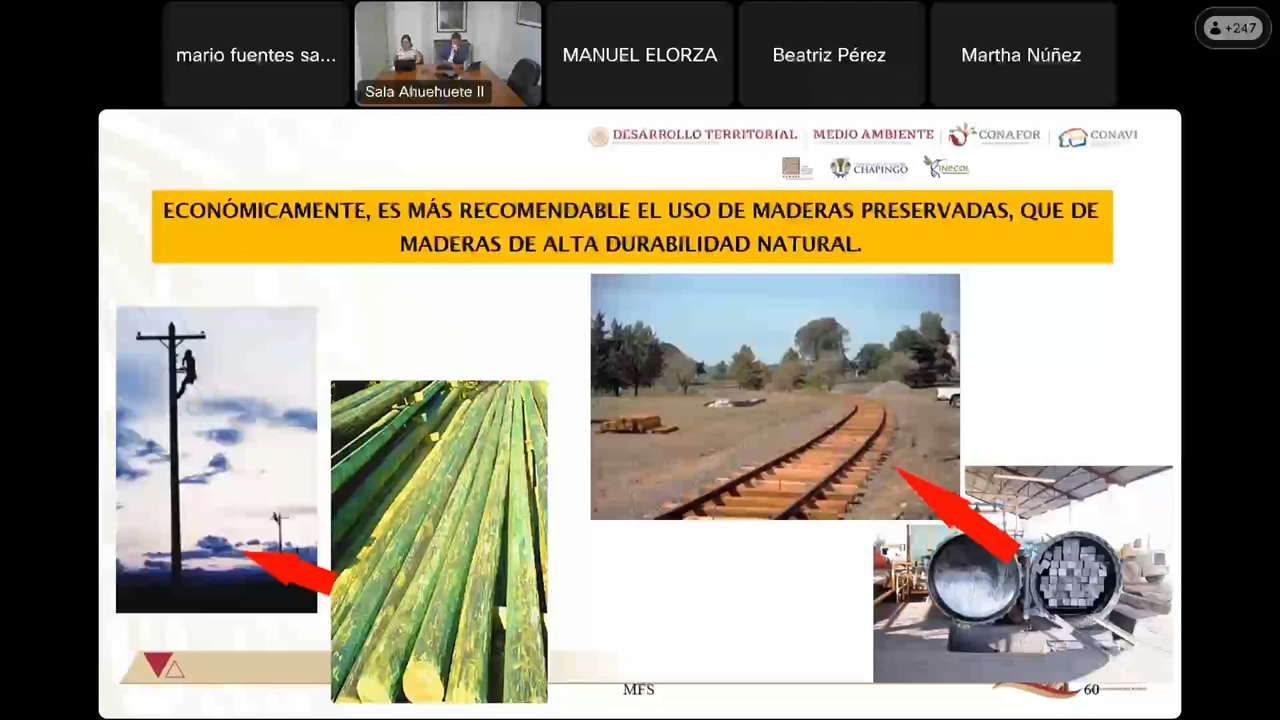 mario fuentes sa...
Sala Ahuehuete II
MANUEL ELORZA
Beatriz Pérez
Martha Núñez
+247
DESARROLLO TERRITORIAL
MEDIO AMBIENTE
CONAFOR
CONAVI
CHAPINGO
INECOL
ECONÓMICAMENTE, ES MÁS RECOMENDABLE EL USO DE MADERAS PRESERVADAS, QUE DE
MADERAS DE ALTA DURABILIDAD NATURAL.
MFS
60